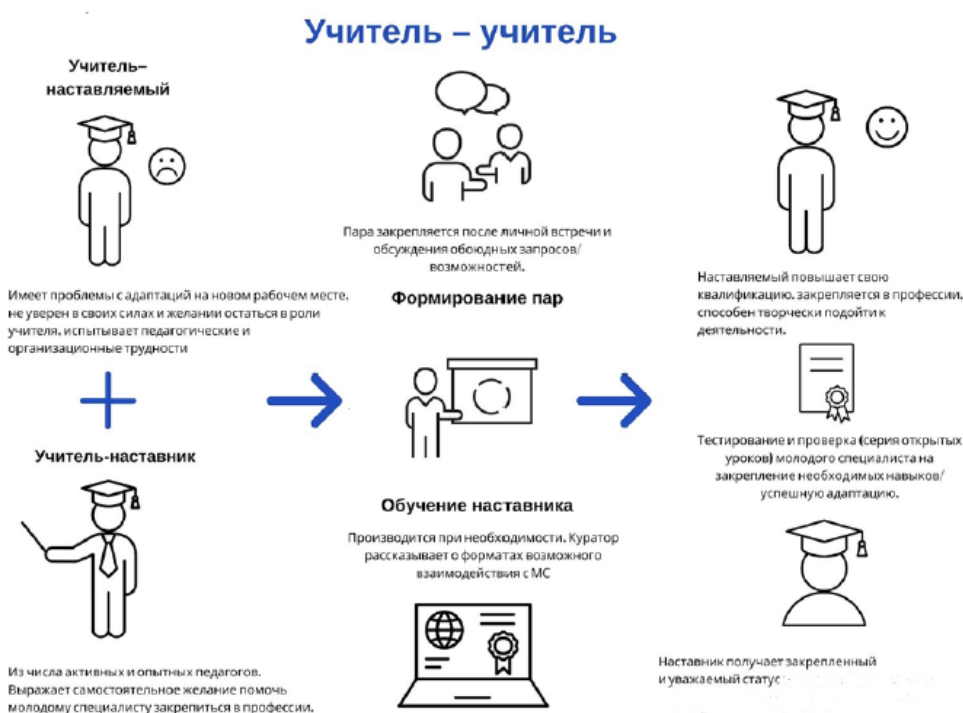 Учитель – учитель
Учитель–
наставляемый
Имеет проблемы с адаптаций на новом рабочем месте.
не уверен в своих силах и желании остаться в роли
учителя. испытывает педагогические и
организационные трудности
Учитель-наставник
Из числа активных и опытных педагогов.
Выражает самостоятельное желание помочь
молодому специалисту закрепиться в профессии.
Пара закрепляется после личной встречи и
обсуждения обоюдных запросов/
возможностей.
Формирование пар
Обучение наставника
Производится при необходимости. Куратор
рассказывает о форматах возможного
взаимодействия с МС
Наставляемый повышает свою
квалификацию. закрепляется в профессии.
способен творчески подойти к
деятельности.
Тестирование и проверка (серия открытых
уроков) молодого специалиста на
закрепление необходимых навыков/
успешную адаптацию.
Наставник получает закрепленный
и уважаемый статус